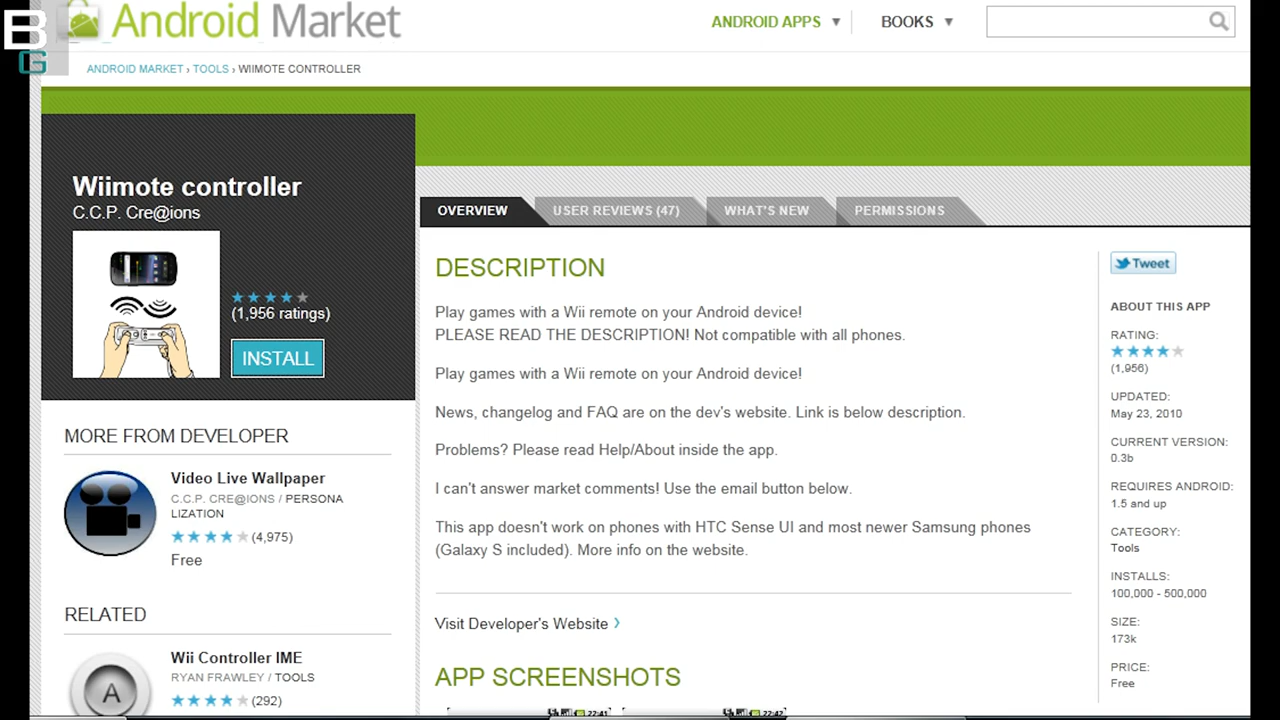 B
G
Android Market
ANDROID APPS ▼
BOOKS ▼
ANDROID MARKET › TOOLS › WIIMOTE CONTROLLER
Wiimote controller
C.C.P. Cre@ions
(1,956 ratings)
INSTALL
MORE FROM DEVELOPER
Video Live Wallpaper
C.C.P. CRE@IONS / PERSONA
LIZATION
(4,975)
Free
RELATED
Wii Controller IME
RYAN FRAWLEY / TOOLS
A
(292)
OVERVIEW
USER REVIEWS (47)
WHAT'S NEW
PERMISSIONS
DESCRIPTION
Play games with a Wii remote on your Android device!
PLEASE READ THE DESCRIPTION! Not compatible with all phones.
Play games with a Wii remote on your Android device!
News, changelog and FAQ are on the dev's website. Link is below description.
Problems? Please read Help/About inside the app.
I can't answer market comments! Use the email button below.
This app doesn't work on phones with HTC Sense UI and most newer Samsung phones
(Galaxy S included). More info on the website.
Visit Developer's Website ›
APP SCREENSHOTS
22:41
22:42
Tweet
ABOUT THIS APP
RATING:
(1,956)
UPDATED:
May 23, 2010
CURRENT VERSION:
0.3b
REQUIRES ANDROID:
1.5 and up
CATEGORY:
Tools
INSTALLS:
100,000 - 500,000
SIZE:
173k
PRICE:
Free